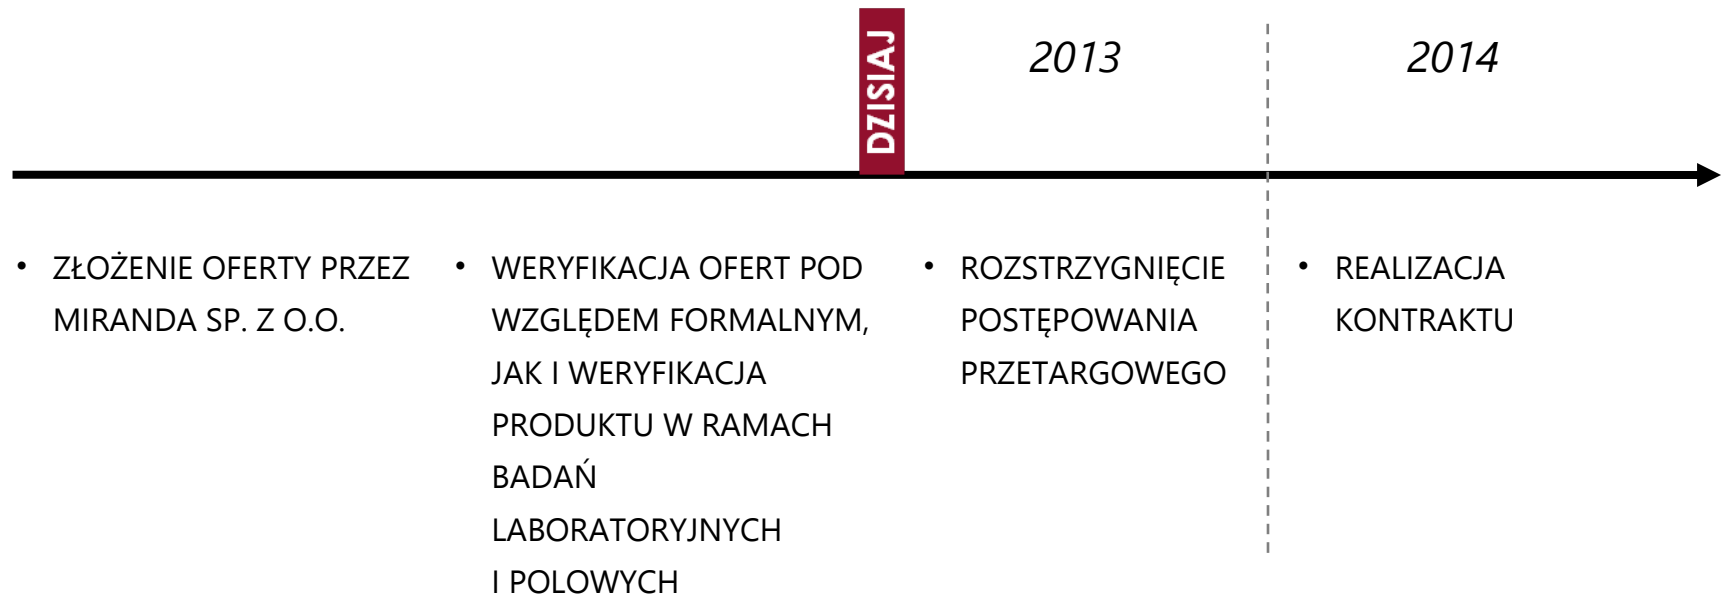 DZISIAJ
2013
2014
• ZŁOŻENIE OFERTY PRZEZ
MIRANDA SP. Z O.O.
• WERYFIKACJA OFERT POD
WZGLĘDEM FORMALNYM,
JAK I WERYFIKACJA
PRODUKTU W RAMACH
BADAŃ
LABORATORYJNYCH
I POLOWYCH
• ROZSTRZYGNIĘCIE
POSTĘPOWANIA
PRZETARGOWEGO
• REALIZACJA
KONTRAKTU